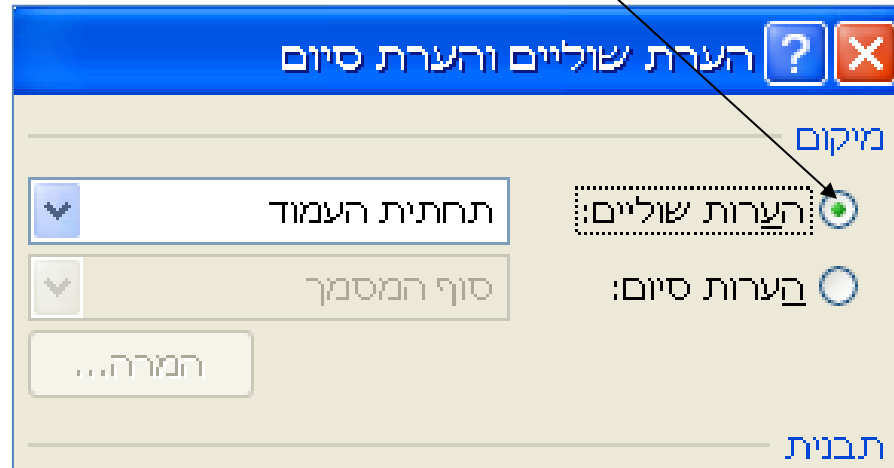 הערת שוליים והערת סיום
מיקום
הערות שוליים: תחתית העמוד
הערות סיום: סוף המסמך
המרה...
תבנית